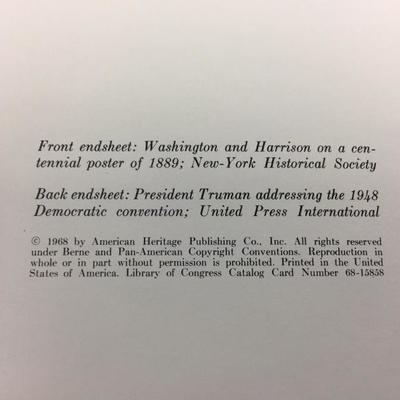 Front endsheet: Washington and Harrison on a cen-
tennial poster of 1889; New-York Historical Society
Back endsheet: President Truman addressing the 1948
Democratic convention; United Press International
© 1968 by American Heritage Publishing Co., Inc. All rights reserved
under Berne and Pan-American Copyright Conventions. Reproduction in
whole or in part without permission is prohibited. Printed in the United
States of America. Library of Congress Catalog Card Number 68-15858